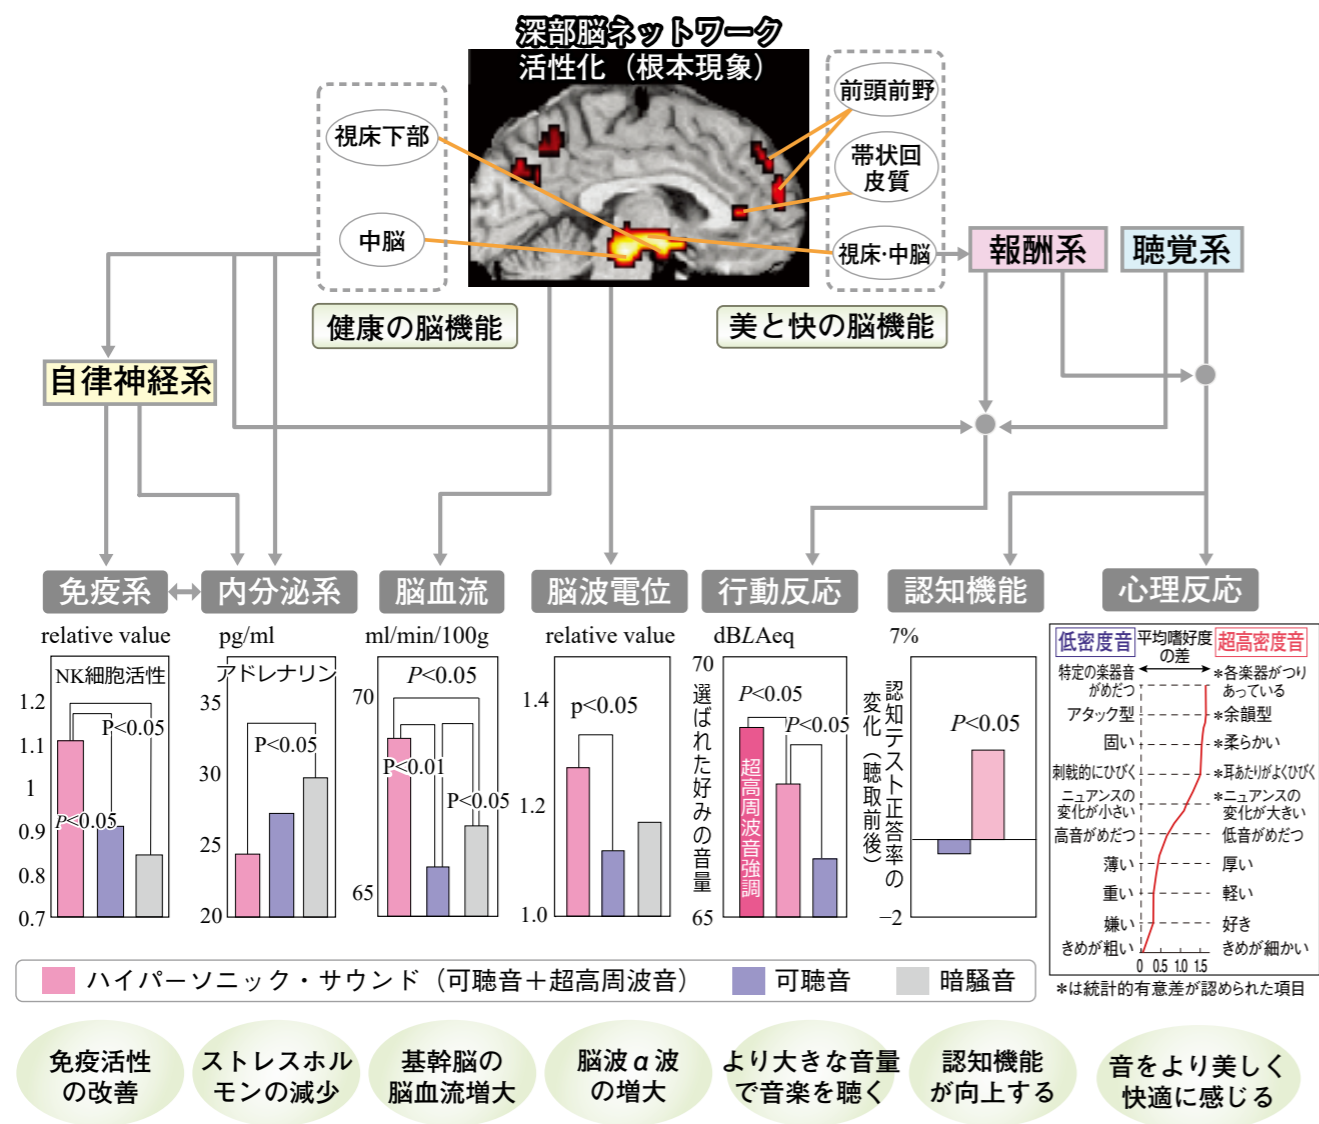 深部脳ネットワーク
活性化（根本現象）
視床下部
中脳
前頭前野
帯状回
皮質
視床・中脳
報酬系
聴覚系
健康の脳機能
美と快の脳機能
自律神経系
免疫系
内分泌系
脳血流
脳波電位
行動反応
認知機能
心理反応
relative value
NK細胞活性
1.2
1.1
1
0.9
0.8
0.7
P<0.05
P<0.05
pg/ml
アドレナリン
35
30
25
20
P<0.05
ml/min/100g
70
65
P<0.05
P<0.01
P<0.05
relative value
1.4
1.2
1.0
p<0.05
dBLAeq
70
65
選ばれた好みの音量
P<0.05
P<0.05
超高周波音強調
7%
−2
認知テスト正答率の
変化（聴取前後）
P<0.05
低密度音
平均嗜好度
の差
超高密度音
特定の楽器音
がめだつ
*各楽器がつり
あっている
アタック型
*余韻型
固い
*柔らかい
刺戟的にひびく
*耳あたりがよくひびく
ニュアンスの
変化が小さい
*ニュアンスの
変化が大きい
高音がめだつ
低音がめだつ
薄い
厚い
重い
軽い
嫌い
好き
きめが粗い
きめが細かい
0 0.5 1.0 1.5
*は統計的有意差が認められた項目
ハイパーソニック・サウンド（可聴音＋超高周波音）
可聴音
暗騒音
免疫活性
の改善
ストレスホル
モンの減少
基幹脳の
脳血流増大
脳波α波
の増大
より大きな音量
で音楽を聴く
認知機能
が向上する
音をより美しく
快適に感じる